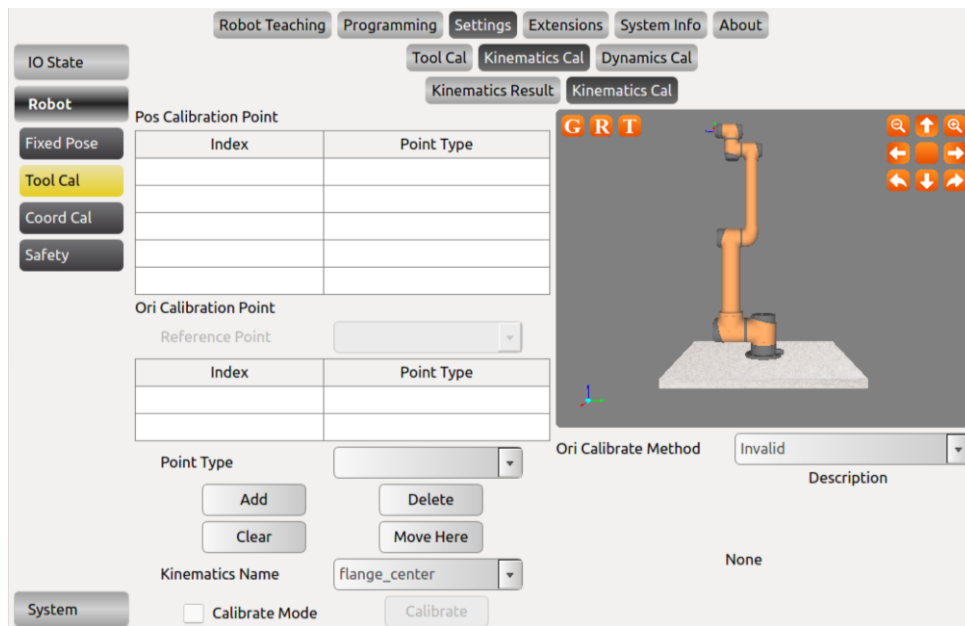 Robot Teaching Programming Settings Extensions System Info About
IO State
Tool Cal Kinematics Cal Dynamics Cal
Kinematics Result Kinematics Cal
Robot
Fixed Pose
Tool Cal
Coord Cal
Safety
System
Pos Calibration Point
Index Point Type
Ori Calibration Point
Reference Point
Index Point Type
Point Type
Add Delete
Clear Move Here
Kinematics Name flange_center
Calibrate Mode Calibrate
G R T
Ori Calibrate Method Invalid
Description
None